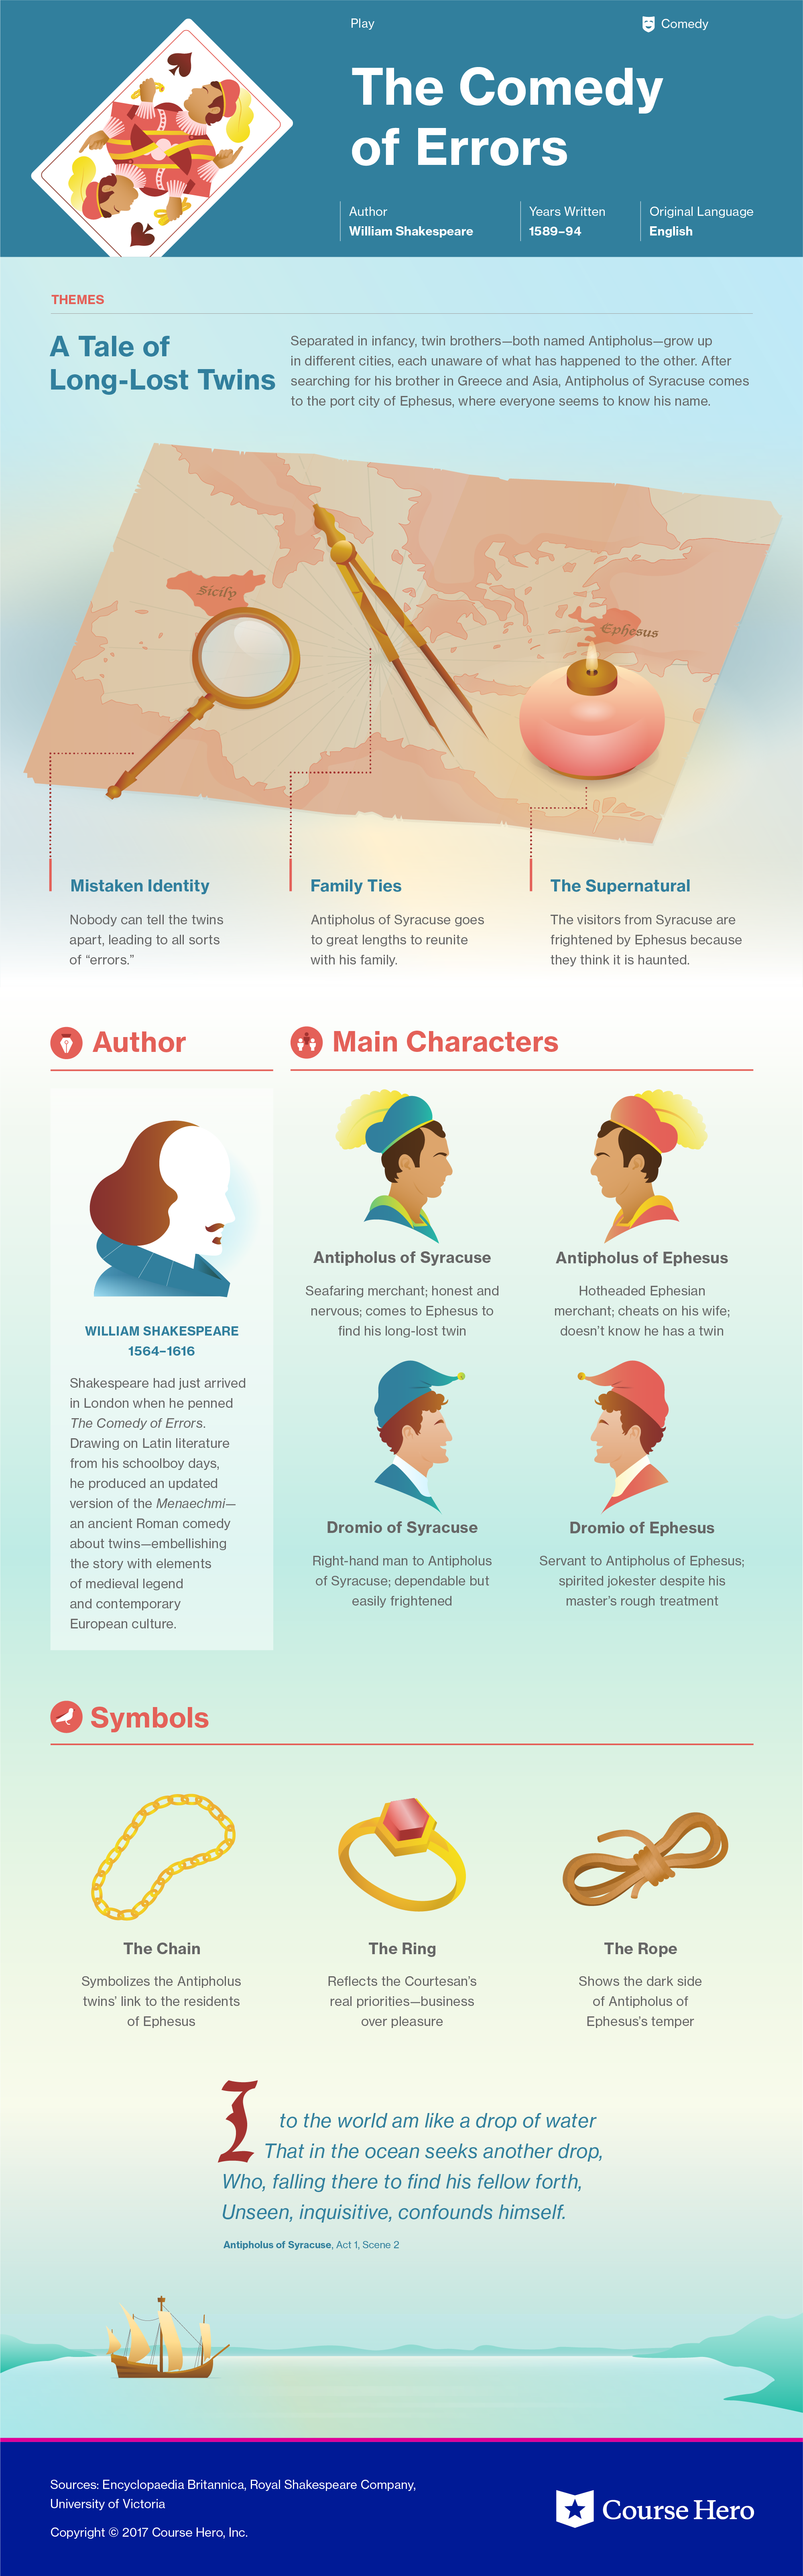 Play
Comedy
The Comedy
of Errors
Author
William Shakespeare
Years Written
1589–94
Original Language
English
THEMES
A Tale of
Long-Lost Twins
Separated in infancy, twin brothers—both named Antipholus—grow up
in different cities, each unaware of what has happened to the other. After
searching for his brother in Greece and Asia, Antipholus of Syracuse comes
to the port city of Ephesus, where everyone seems to know his name.
Sicily
Ephesus
Mistaken Identity
Nobody can tell the twins
apart, leading to all sorts
of “errors.”
Family Ties
Antipholus of Syracuse goes
to great lengths to reunite
with his family.
The Supernatural
The visitors from Syracuse are
frightened by Ephesus because
they think it is haunted.
Author
WILLIAM SHAKESPEARE
1564–1616
Shakespeare had just arrived
in London when he penned
The Comedy of Errors.
Drawing on Latin literature
from his schoolboy days,
he produced an updated
version of the Menaechmi—
an ancient Roman comedy
about twins—embellishing
the story with elements
of medieval legend
and contemporary
European culture.
Main Characters
Antipholus of Syracuse
Seafaring merchant; honest and
nervous; comes to Ephesus to
find his long-lost twin
Antipholus of Ephesus
Hotheaded Ephesian
merchant; cheats on his wife;
doesn’t know he has a twin
Dromio of Syracuse
Right-hand man to Antipholus
of Syracuse; dependable but
easily frightened
Dromio of Ephesus
Servant to Antipholus of Ephesus;
spirited jokester despite his
master’s rough treatment
Symbols
The Chain
Symbolizes the Antipholus
twins’ link to the residents
of Ephesus
The Ring
Reflects the Courtesan’s
real priorities—business
over pleasure
The Rope
Shows the dark side
of Antipholus of
Ephesus’s temper
I to the world am like a drop of water
That in the ocean seeks another drop,
Who, falling there to find his fellow forth,
Unseen, inquisitive, confounds himself.
Antipholus of Syracuse, Act 1, Scene 2
Sources: Encyclopaedia Britannica, Royal Shakespeare Company,
University of Victoria
Copyright © 2017 Course Hero, Inc.
Course Hero